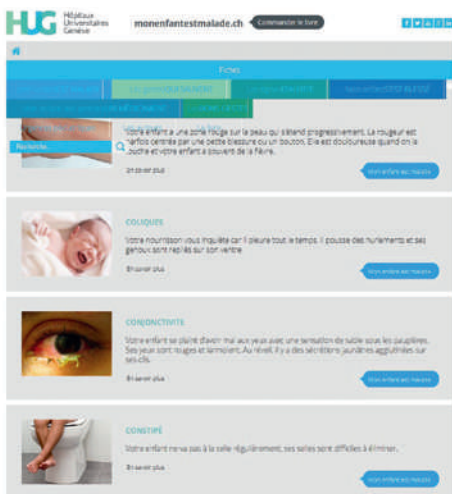 HUG Hôpitaux
Universitaires
Genève
monenfantestmalade.ch
Commander le livre
Fiches
Recherche
Votre enfant a une zone rouge sur la peau qui s'étend progressivement. La rougeur est
parfois centrée par une petite blessure ou un bouton. Elle est douloureuse quand on la
touche et votre enfant a souvent de la fièvre.
En savoir plus
Mon enfant est malade
COLIQUES
Votre nourrisson vous inquiète car il pleure tout le temps. Il pousse des hurlements et ses
genoux sont repliés sur son ventre
En savoir plus
Mon enfant est malade
CONJONCTIVITE
Votre enfant se plaint d'avoir mal aux yeux avec une sensation de sable sous les paupières.
Ses yeux sont rouges et larmoient. Au réveil, il y a des sécrétions jaunâtres agglutinées sur
ses cils.
En savoir plus
Mon enfant est malade
CONSTIPÉ
Votre enfant ne va pas à la selle régulièrement, ses selles sont difficiles à éliminer.
En savoir plus
Mon enfant est malade